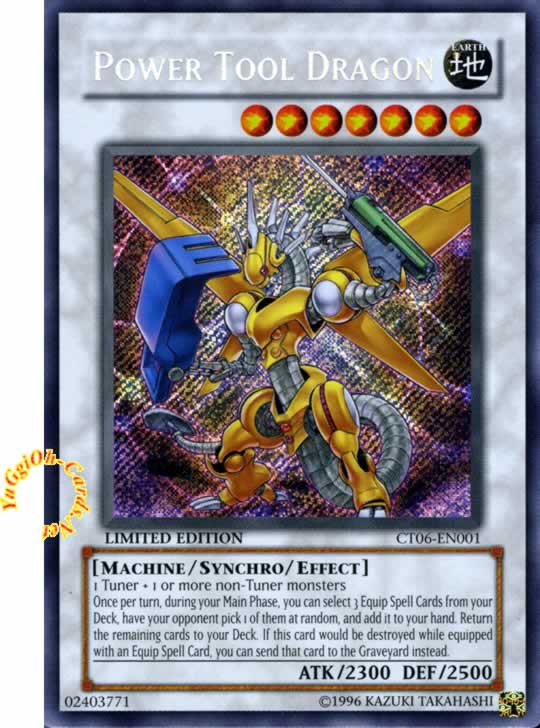 POWER TOOL DRAGON
EARTH
地
LIMITED EDITION
CT06-EN001
[MACHINE/SYNCHRO/EFFECT]
1 Tuner + 1 or more non-Tuner monsters
Once per turn, during your Main Phase, you can select 3 Equip Spell Cards from your
Deck, have your opponent pick 1 of them at random, and add it to your hand. Return
the remaining cards to your Deck. If this card would be destroyed while equipped
with an Equip Spell Card, you can send that card to the Graveyard instead.
ATK/2300 DEF/2500
02403771
©1996 KAZUKI TAKAHASHI
YuGgiOh-Cards.Net